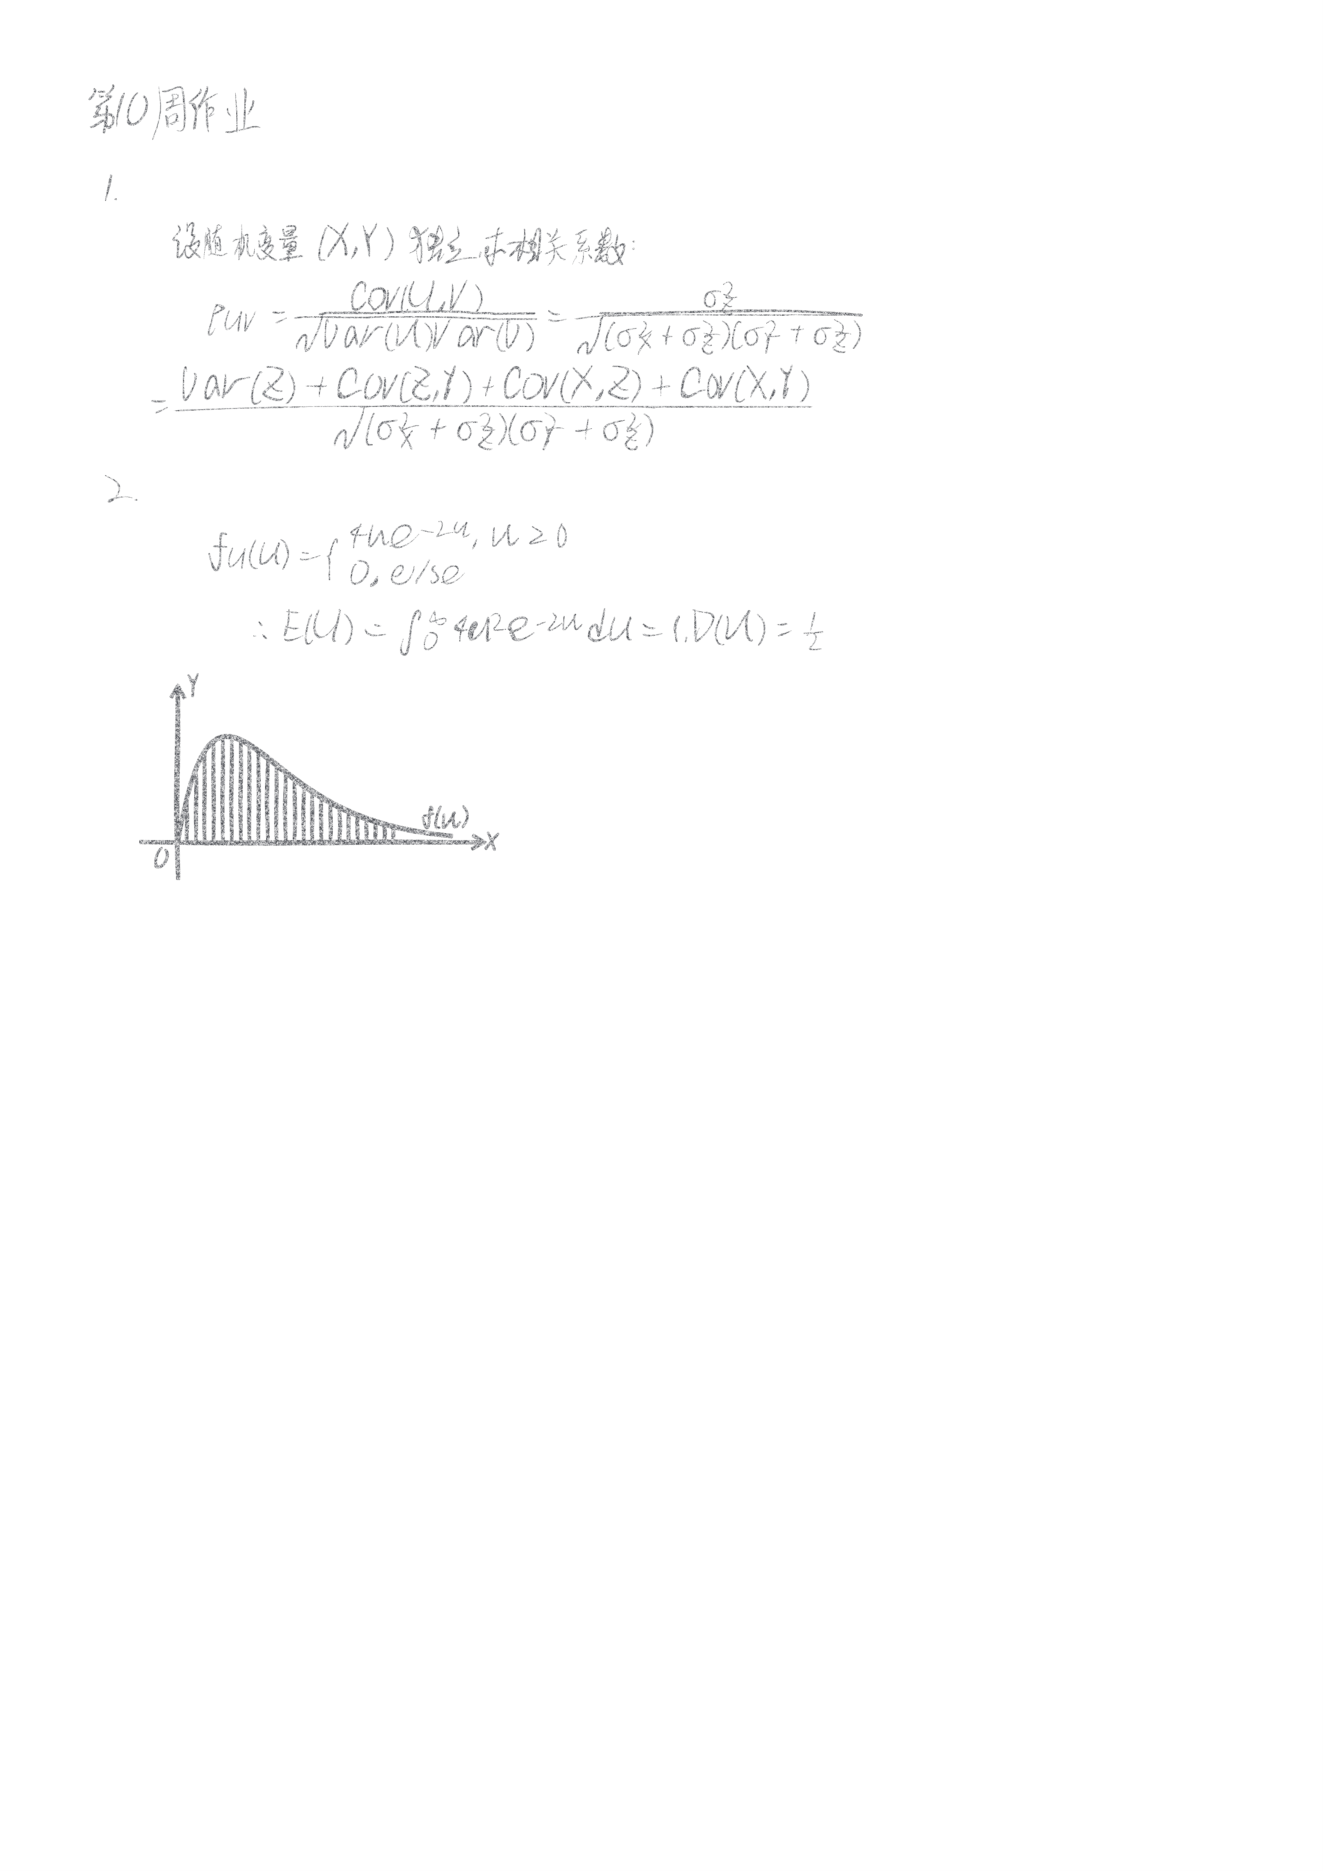 第10周作业
1.
设随机变量 (X,Y) 独立求相关系数:
ρUV = Cov(U,V) / √(Var(U)Var(V)) = σ²Z / √((σ²X + σ²Z)(σ²Y + σ²Z))
= Var(Z) + Cov(Z,Y) + Cov(X,Z) + Cov(X,Y) / √((σ²X + σ²Z)(σ²Y + σ²Z))
2.
fU(U) = { 4ue^-2u, u ≥ 0
0, else
∴ E(U) = ∫0^∞ 4u²e^-2u du = 1, D(U) = 1/2
Y
f(u)
O X